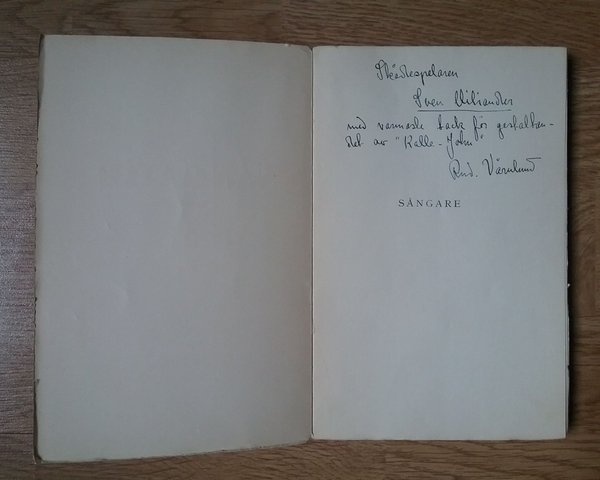 Skådespelaren
Sven Miliander
med varmaste tack för gestaltan-
det av "Kalle-John"
Rud. Värnlund
SÅNGARE